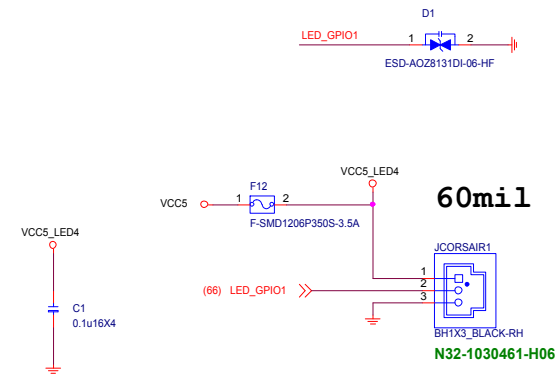 D1
LED_GPIO1
1
2
ESD-AOZ8131DI-06-HF
VCC5_LED4
F12
60mil
VCC5
1
2
F-SMD1206P350S-3.5A
VCC5_LED4
JCORSAIR1
1
(66) LED_GPIO1
2
3
C1
0.1u16X4
BH1X3_BLACK-RH
N32-1030461-H06